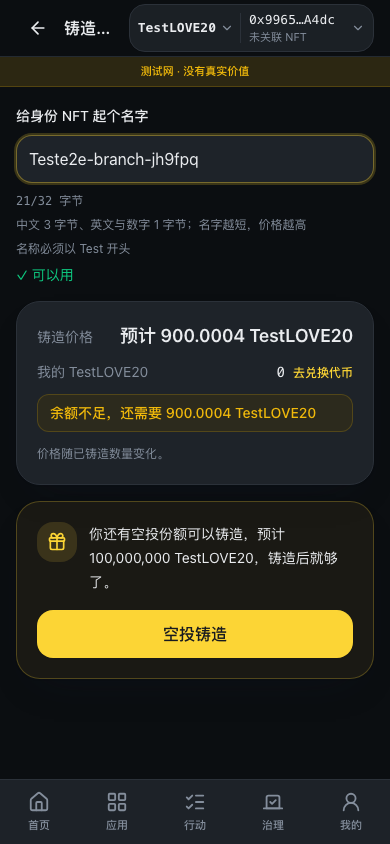 铸造...
TestLOVE20
0x9965…A4dc
未关联 NFT
测试网 · 没有真实价值
给身份 NFT 起个名字
Teste2e-branch-jh9fpq
21/32 字节
中文 3 字节、英文与数字 1 字节；名字越短，价格越高
名称必须以 Test 开头
✓ 可以用
铸造价格
预计 900.0004 TestLOVE20
我的 TestLOVE20
0 去兑换代币
余额不足，还需要 900.0004 TestLOVE20
价格随已铸造数量变化。
你还有空投份额可以铸造，预计
100,000,000 TestLOVE20，铸造后就够
了。
空投铸造
首页
应用
行动
治理
我的